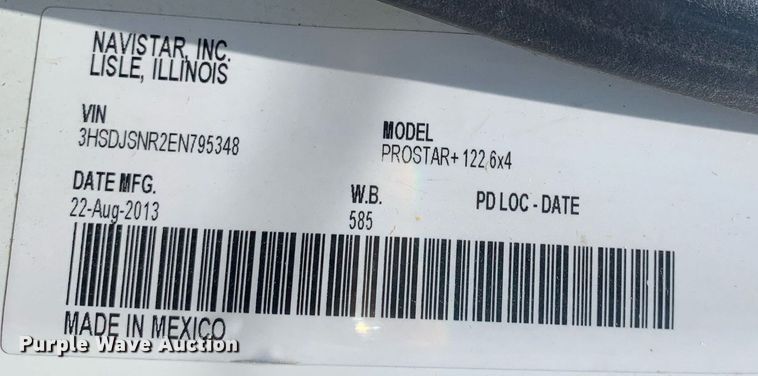 NAVISTAR, INC.
LISLE, ILLINOIS
VIN
3HSDJSNR2EN795348
MODEL
PROSTAR+ 122 6x4
DATE MFG.
22-Aug-2013
W.B.
585
PD LOC - DATE
MADE IN MEXICO
Purple Wave Auction